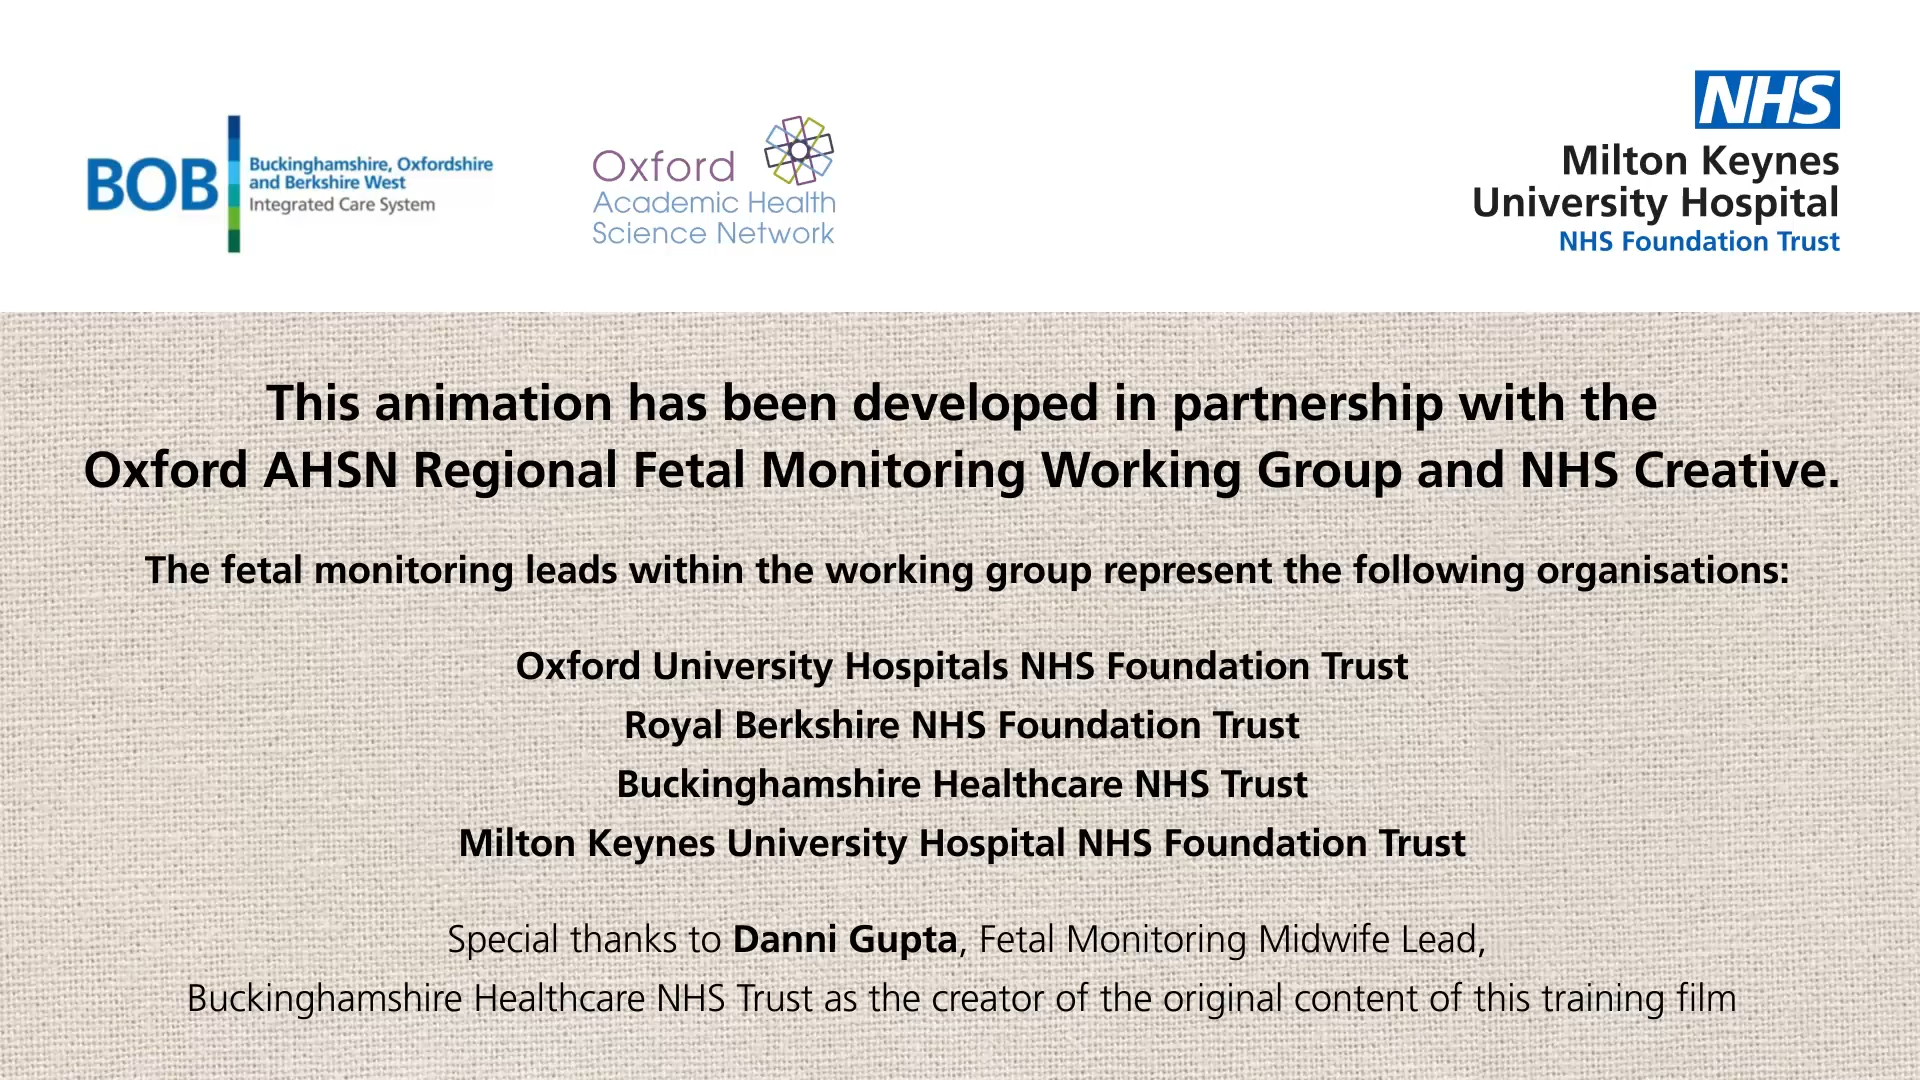 BOB
Buckinghamshire, Oxfordshire
and Berkshire West
Integrated Care System
Oxford
Academic Health
Science Network
NHS
Milton Keynes
University Hospital
NHS Foundation Trust
This animation has been developed in partnership with the
Oxford AHSN Regional Fetal Monitoring Working Group and NHS Creative.
The fetal monitoring leads within the working group represent the following organisations:
Oxford University Hospitals NHS Foundation Trust
Royal Berkshire NHS Foundation Trust
Buckinghamshire Healthcare NHS Trust
Milton Keynes University Hospital NHS Foundation Trust
Special thanks to Danni Gupta, Fetal Monitoring Midwife Lead,
Buckinghamshire Healthcare NHS Trust as the creator of the original content of this training film